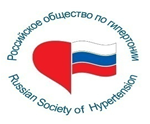 Российское общество по гипертонии
Russian Society of Hypertension